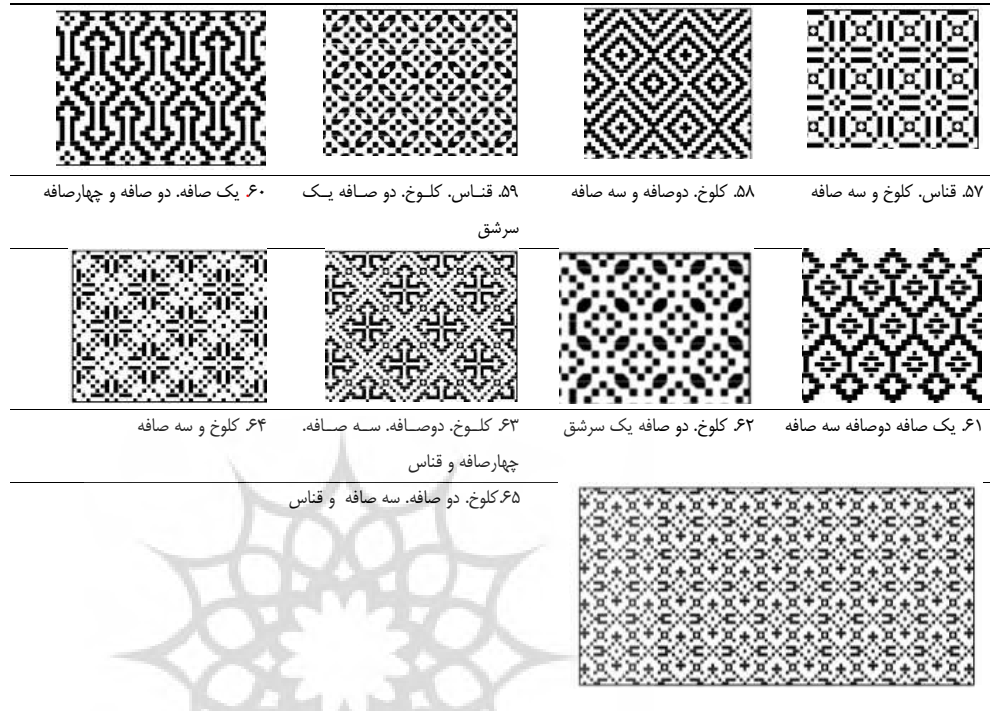 ۵۷. قناس. کلوخ و سه صافه
۵۸. کلوخ. دوصافه و سه صافه
۵۹. قناس. کلوخ. دو صافه یک
سرشق
۶۰. یک صافه. دو صافه و چهارصافه
۶۱. یک صافه دوصافه سه صافه
۶۲. کلوخ. دو صافه یک سرشق
۶۳. کلوخ. دوصافه. سه صافه.
چهارصافه و قناس
۶۴. کلوخ و سه صافه
۶۵.کلوخ. دو صافه. سه صافه و قناس